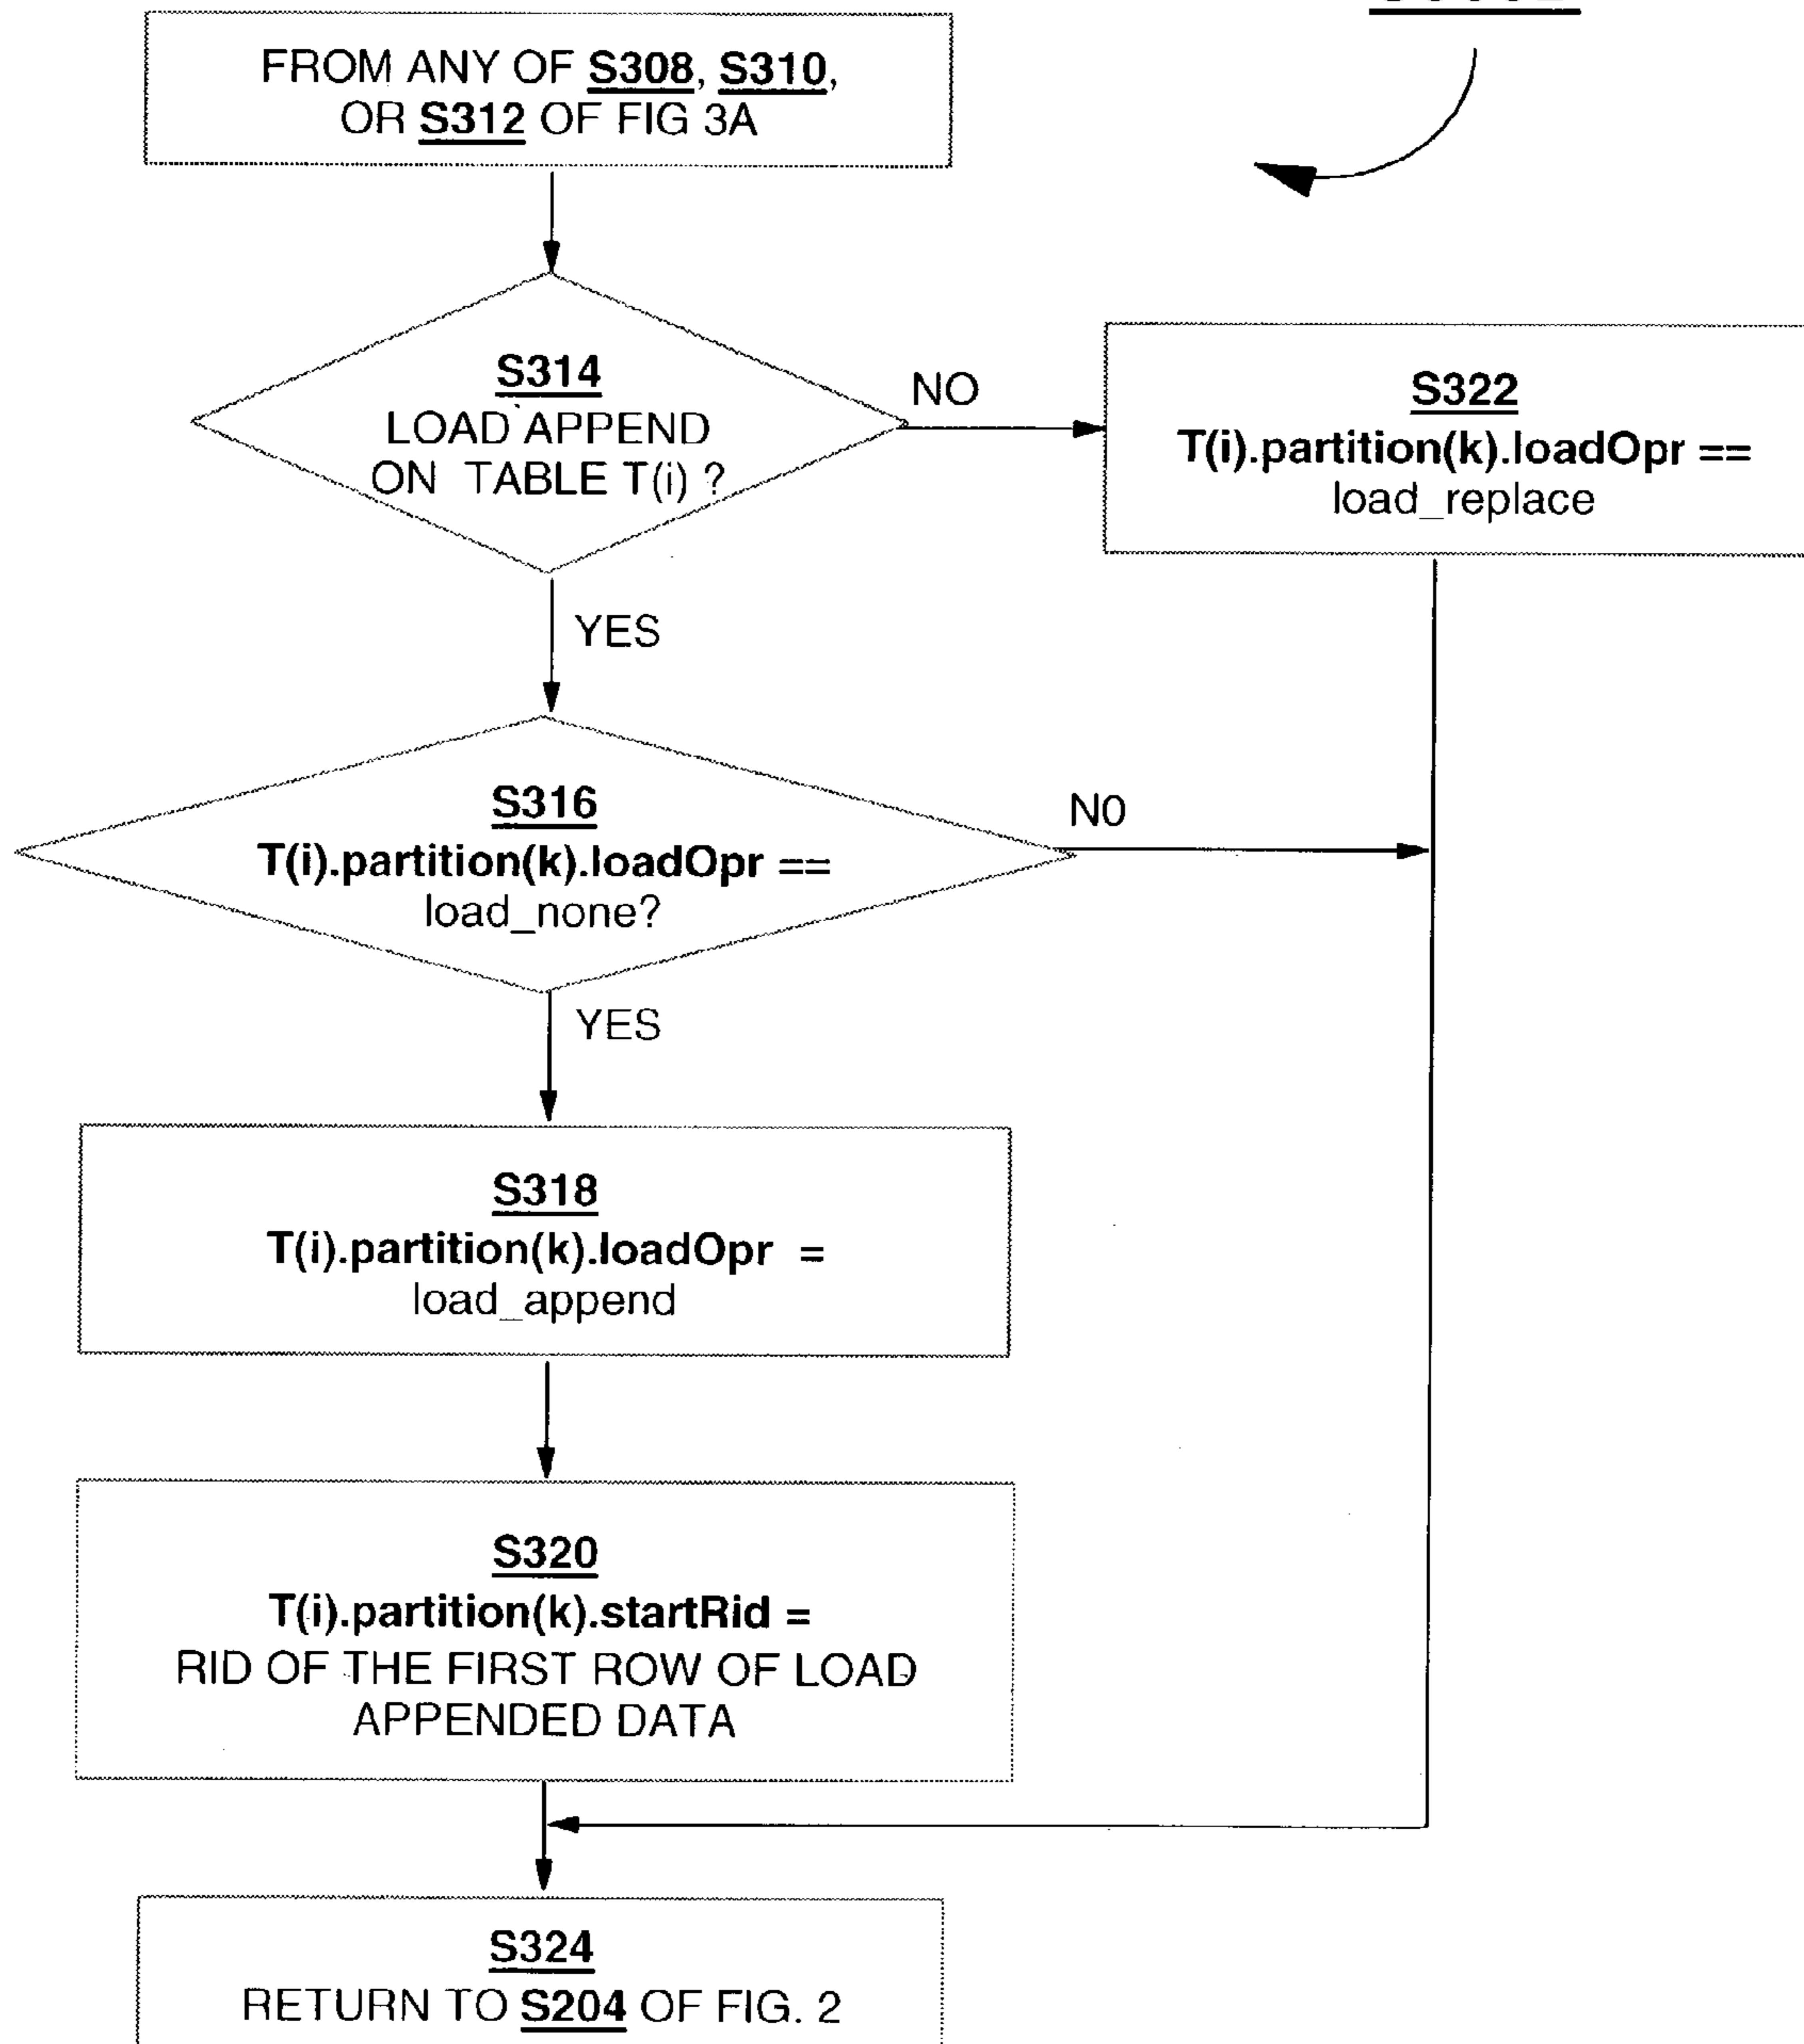 FROM ANY OF S308, S310,
OR S312 OF FIG 3A
S314
LOAD APPEND
ON TABLE T(i) ?
NO
S322
T(i).partition(k).loadOpr ==
load_replace
YES
S316
T(i).partition(k).loadOpr ==
load_none?
N0
YES
S318
T(i).partition(k).loadOpr =
load_append
S320
T(i).partition(k).startRid =
RID OF THE FIRST ROW OF LOAD
APPENDED DATA
S324
RETURN TO S204 OF FIG. 2